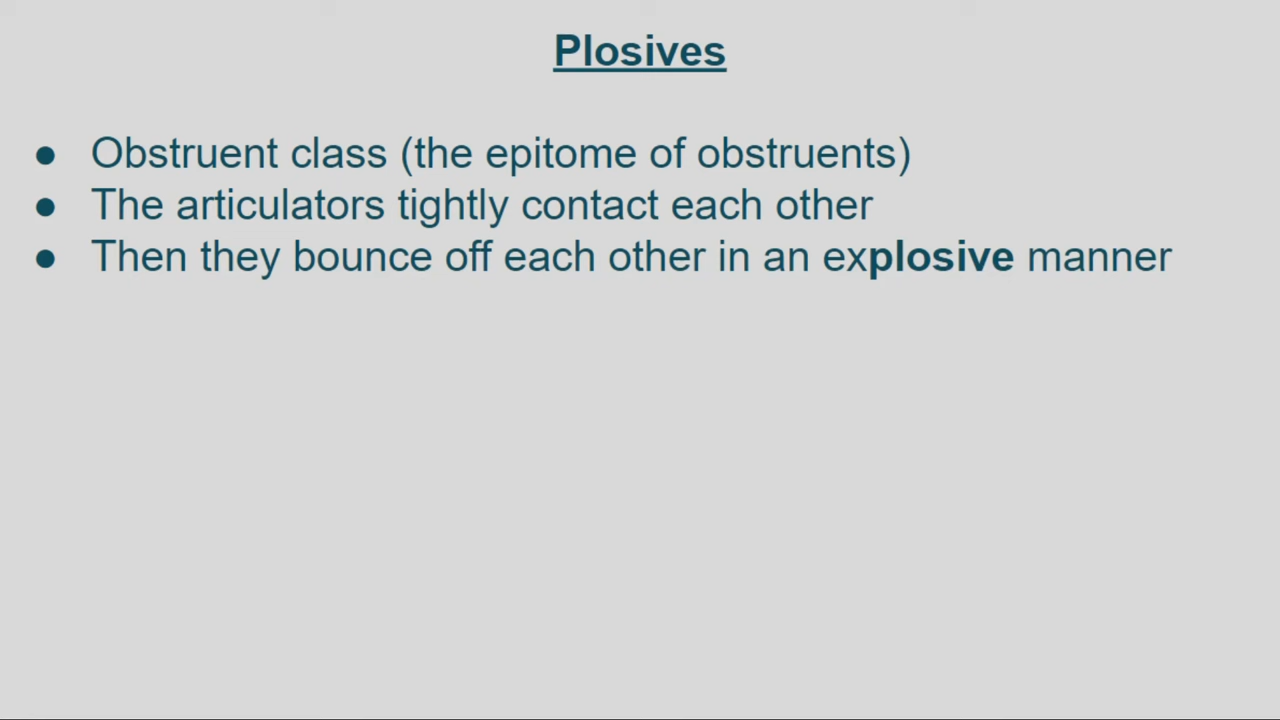 Plosives
● Obstruent class (the epitome of obstruents)
● The articulators tightly contact each other
● Then they bounce off each other in an explosive manner